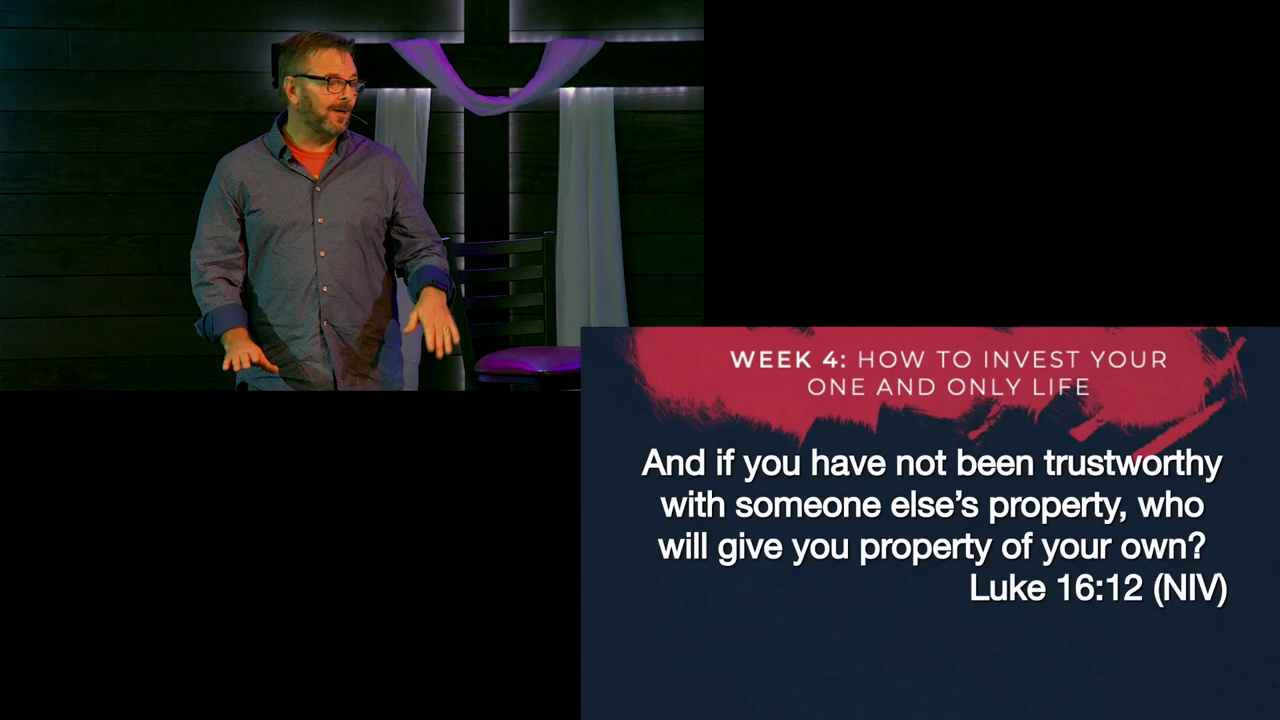 WEEK 4: HOW TO INVEST YOUR
ONE AND ONLY LIFE
And if you have not been trustworthy
with someone else’s property, who
will give you property of your own?
Luke 16:12 (NIV)